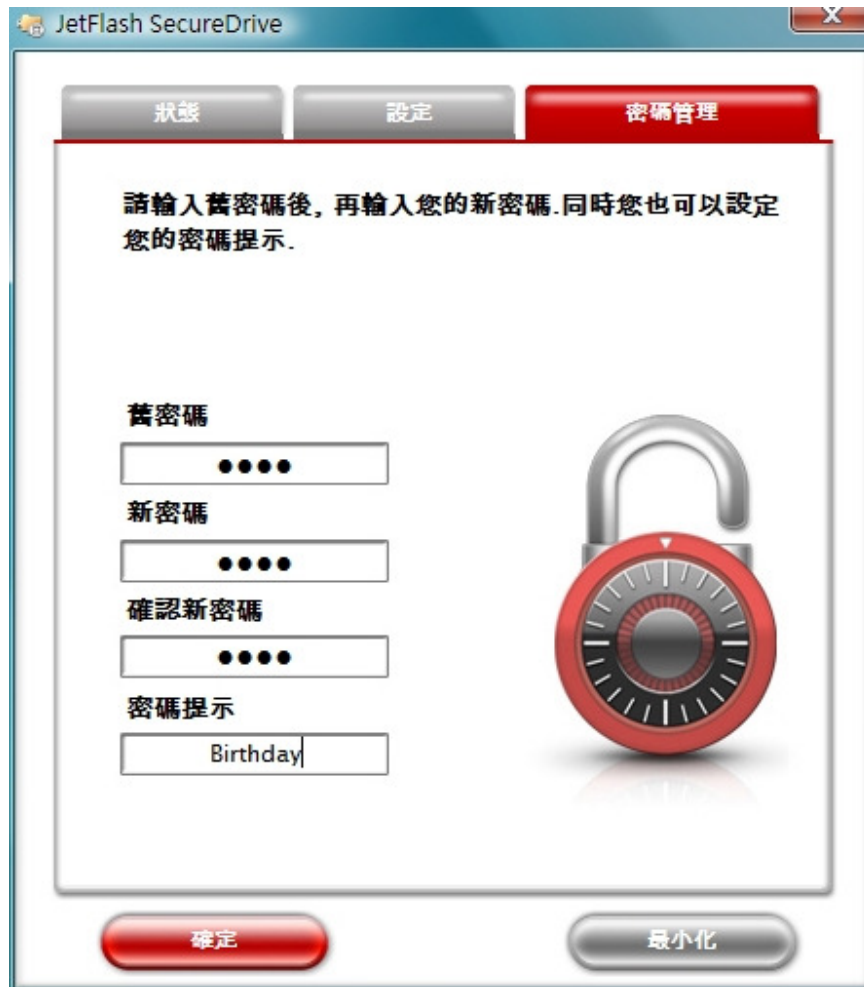 JetFlash SecureDrive
狀態
設定
密碼管理
請輸入舊密碼後, 再輸入您的新密碼.同時您也可以設定
您的密碼提示.
舊密碼
●●●●
新密碼
●●●●
確認新密碼
●●●●
密碼提示
Birthday
確定
最小化